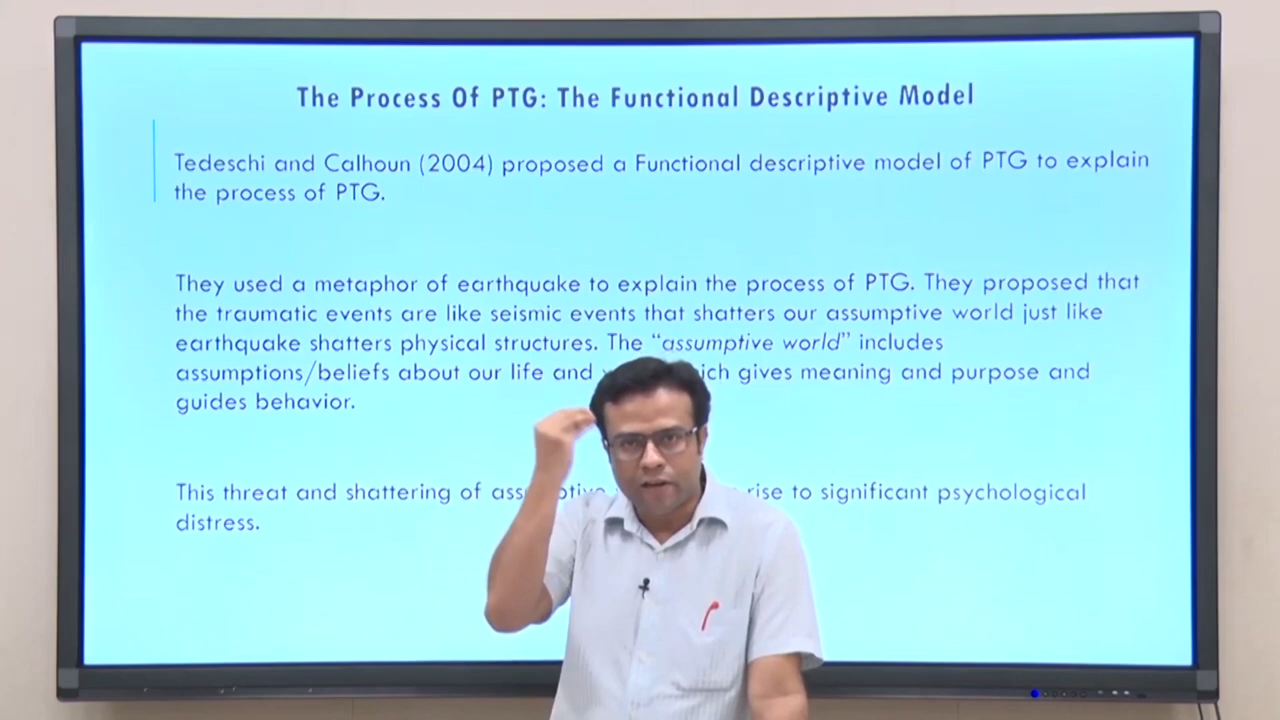 The Process Of PTG: The Functional Descriptive Model
Tedeschi and Calhoun (2004) proposed a Functional descriptive model of PTG to explain
the process of PTG.
They used a metaphor of earthquake to explain the process of PTG. They proposed that
the traumatic events are like seismic events that shatters our assumptive world just like
earthquake shatters physical structures. The “assumptive world” includes
assumptions/beliefs about our life and gives meaning and purpose and
guides behavior.
This threat and shattering of rise to significant psychological
distress.